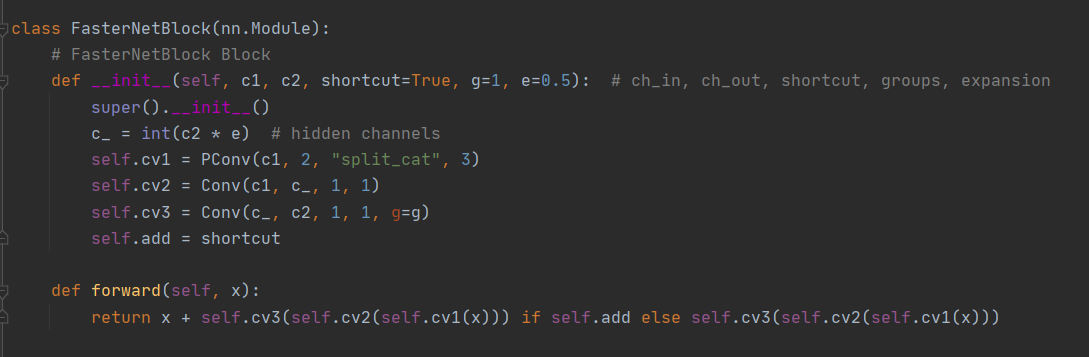 class FasterNetBlock(nn.Module):
    # FasterNetBlock Block
    def __init__(self, c1, c2, shortcut=True, g=1, e=0.5):  # ch_in, ch_out, shortcut, groups, expansion
        super().__init__()
        c_ = int(c2 * e)  # hidden channels
        self.cv1 = PConv(c1, 2, "split_cat", 3)
        self.cv2 = Conv(c1, c_, 1, 1)
        self.cv3 = Conv(c_, c2, 1, 1, g=g)
        self.add = shortcut

    def forward(self, x):
        return x + self.cv3(self.cv2(self.cv1(x))) if self.add else self.cv3(self.cv2(self.cv1(x)))